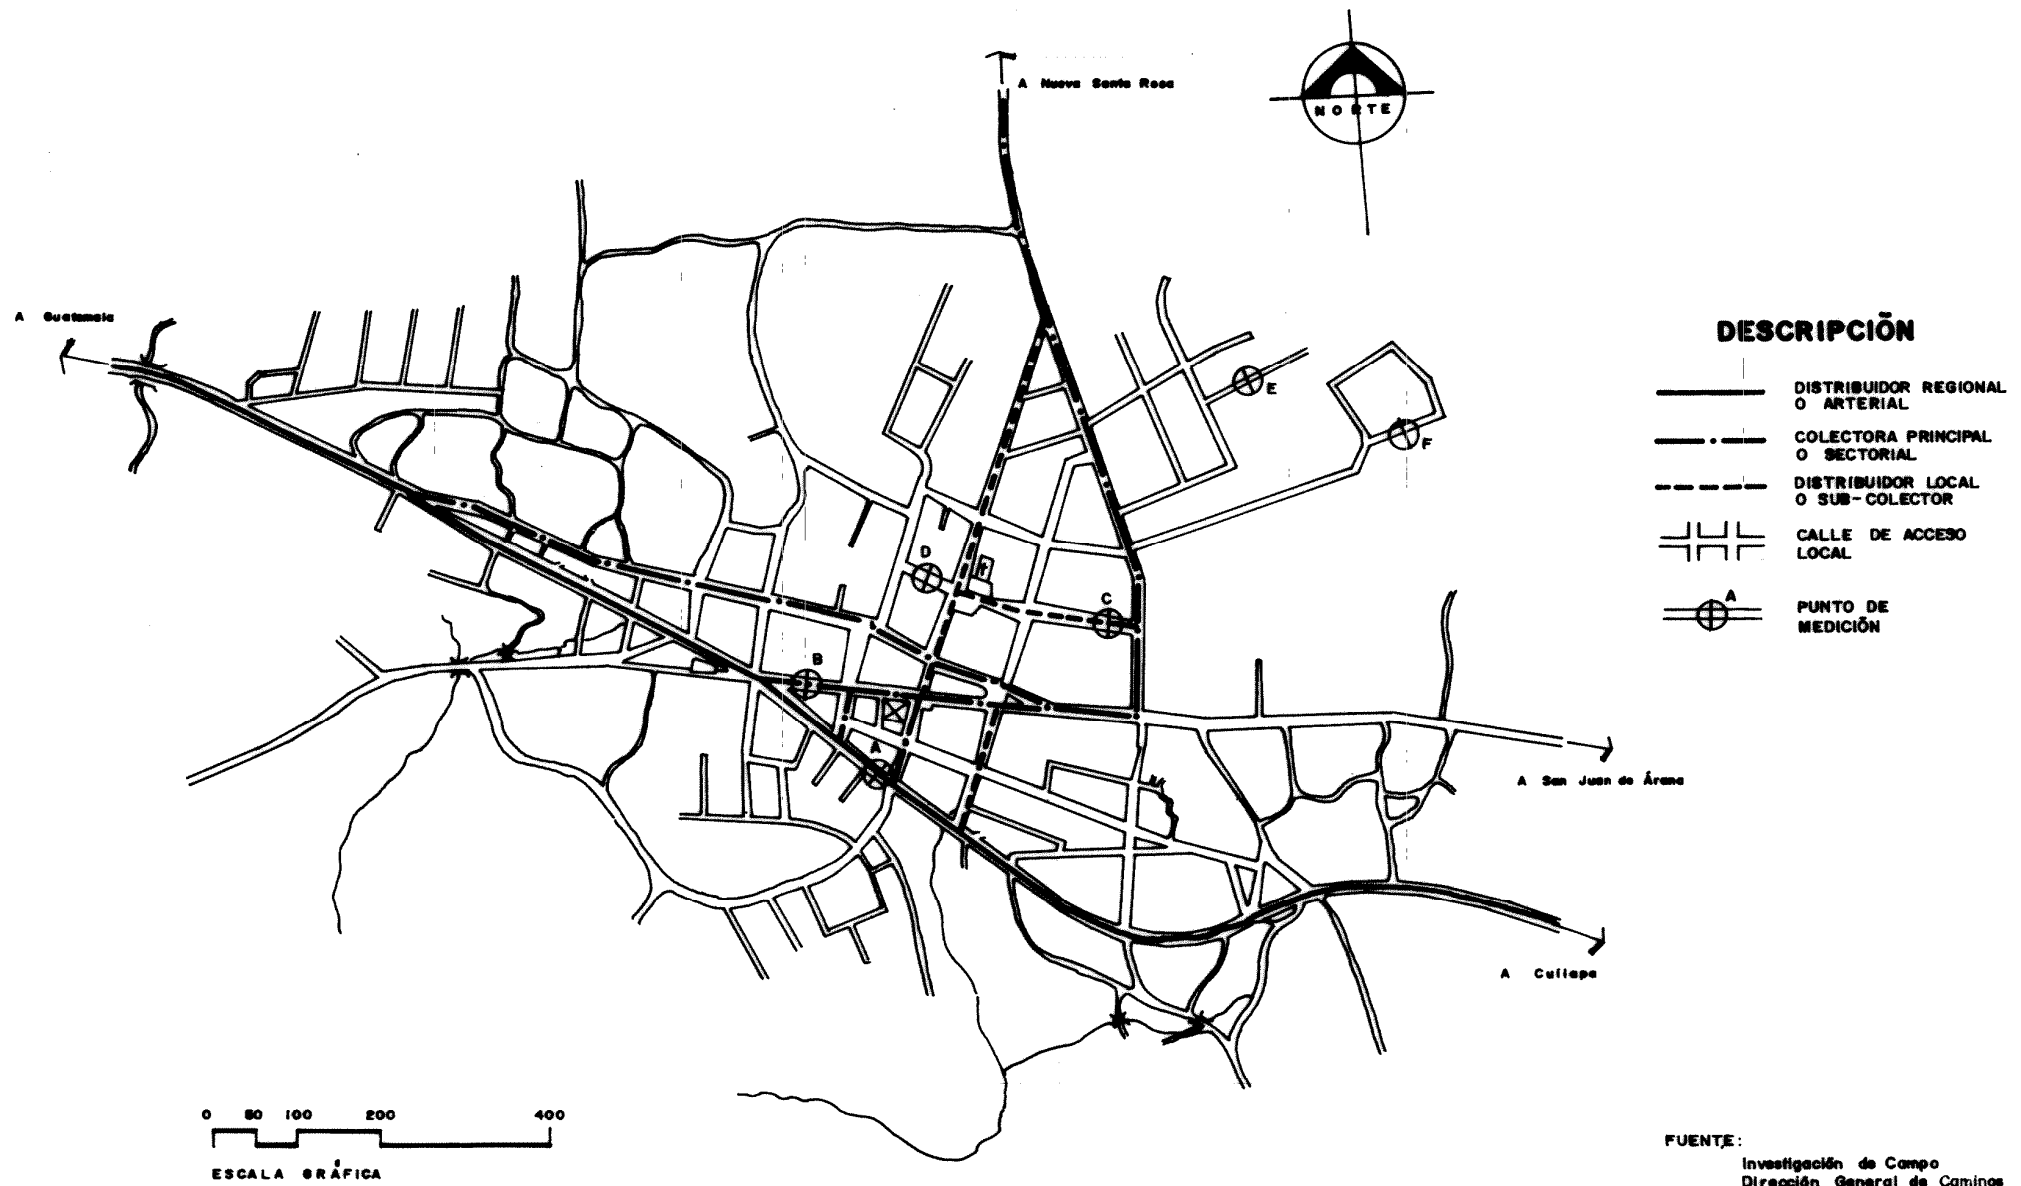 A Nueva Santa Rosa
NORTE
A Guatemala
DESCRIPCIÓN
DISTRIBUIDOR REGIONAL
O ARTERIAL
COLECTORA PRINCIPAL
O SECTORIAL
DISTRIBUIDOR LOCAL
O SUB-COLECTOR
CALLE DE ACCESO
LOCAL
A
PUNTO DE
MEDICIÓN
E
F
D
C
B
A
A San Juan de Árana
A Cuilapa
0 50 100 200 400
ESCALA GRÁFICA
FUENTE:
Investigación de Campo
Dirección General de Caminos